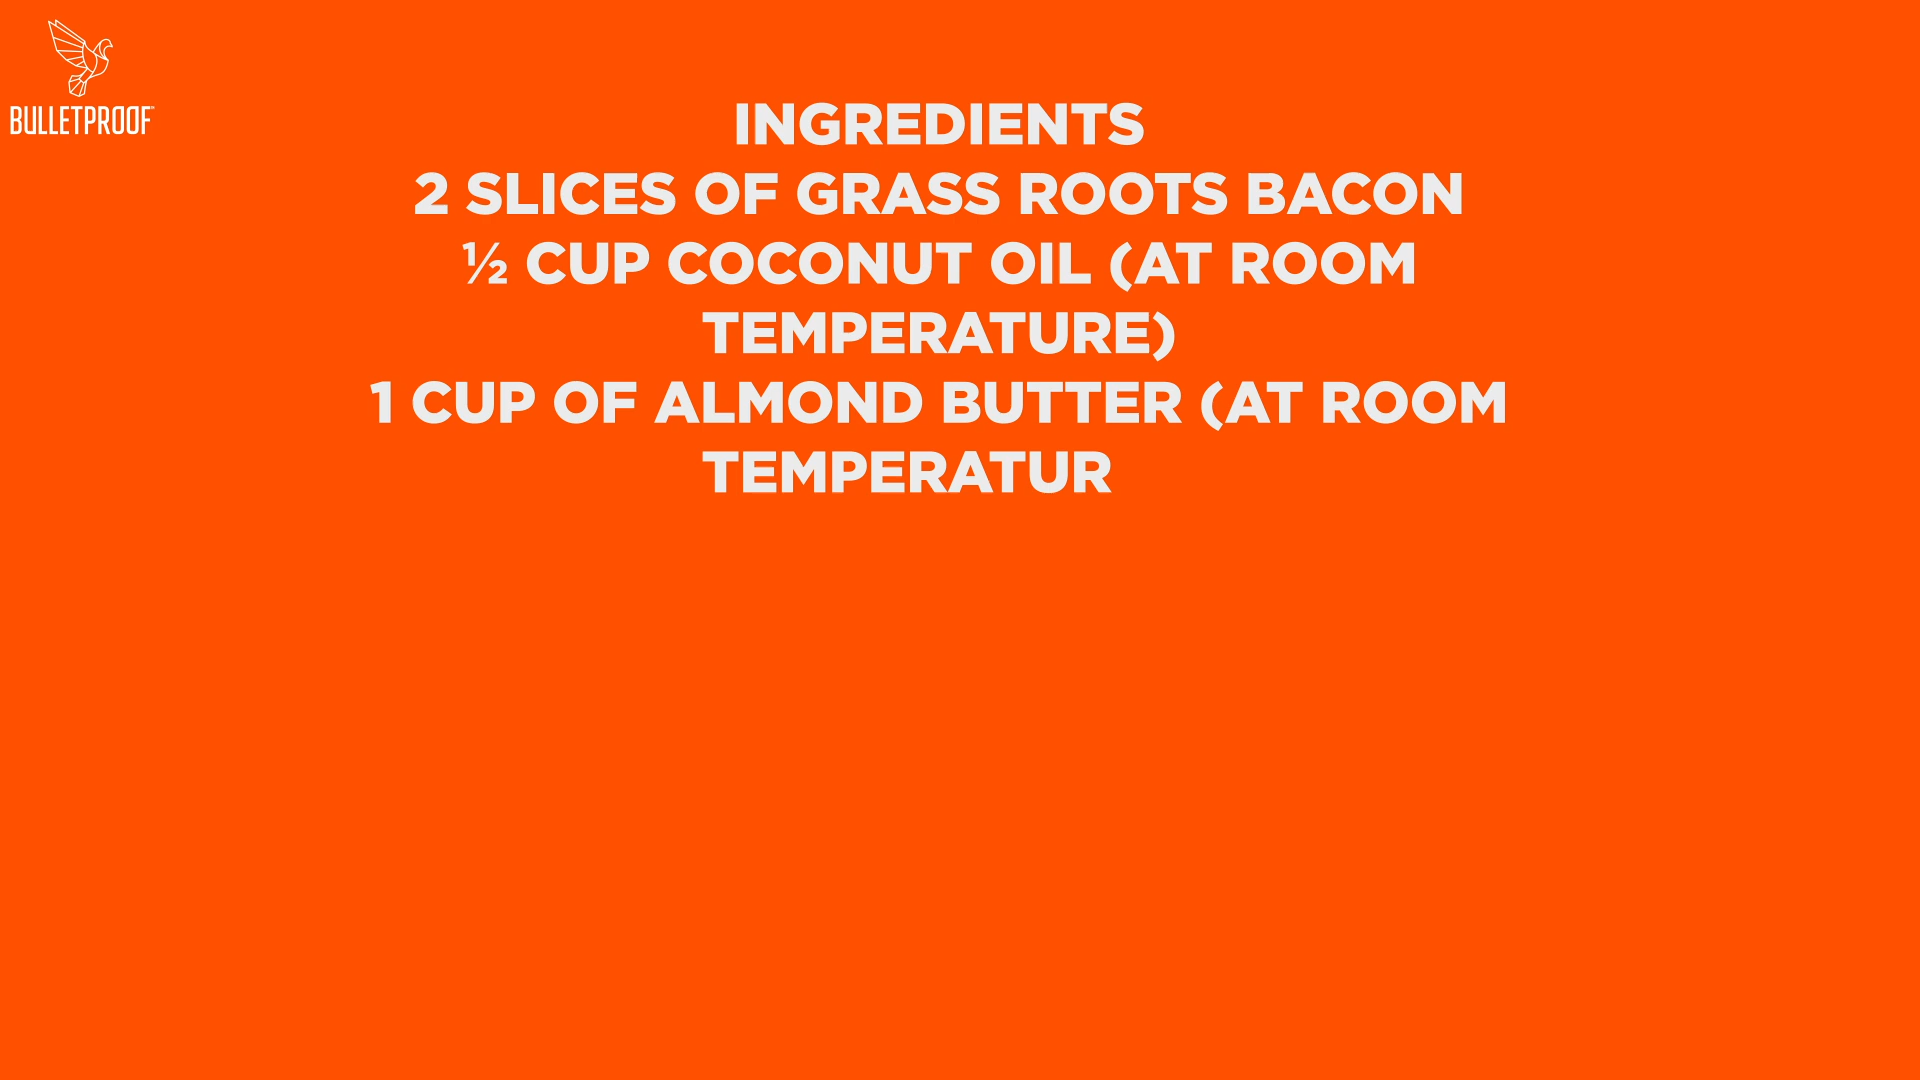 BULLETPROOF™
INGREDIENTS
2 SLICES OF GRASS ROOTS BACON
½ CUP COCONUT OIL (AT ROOM
TEMPERATURE)
1 CUP OF ALMOND BUTTER (AT ROOM
TEMPERATUR